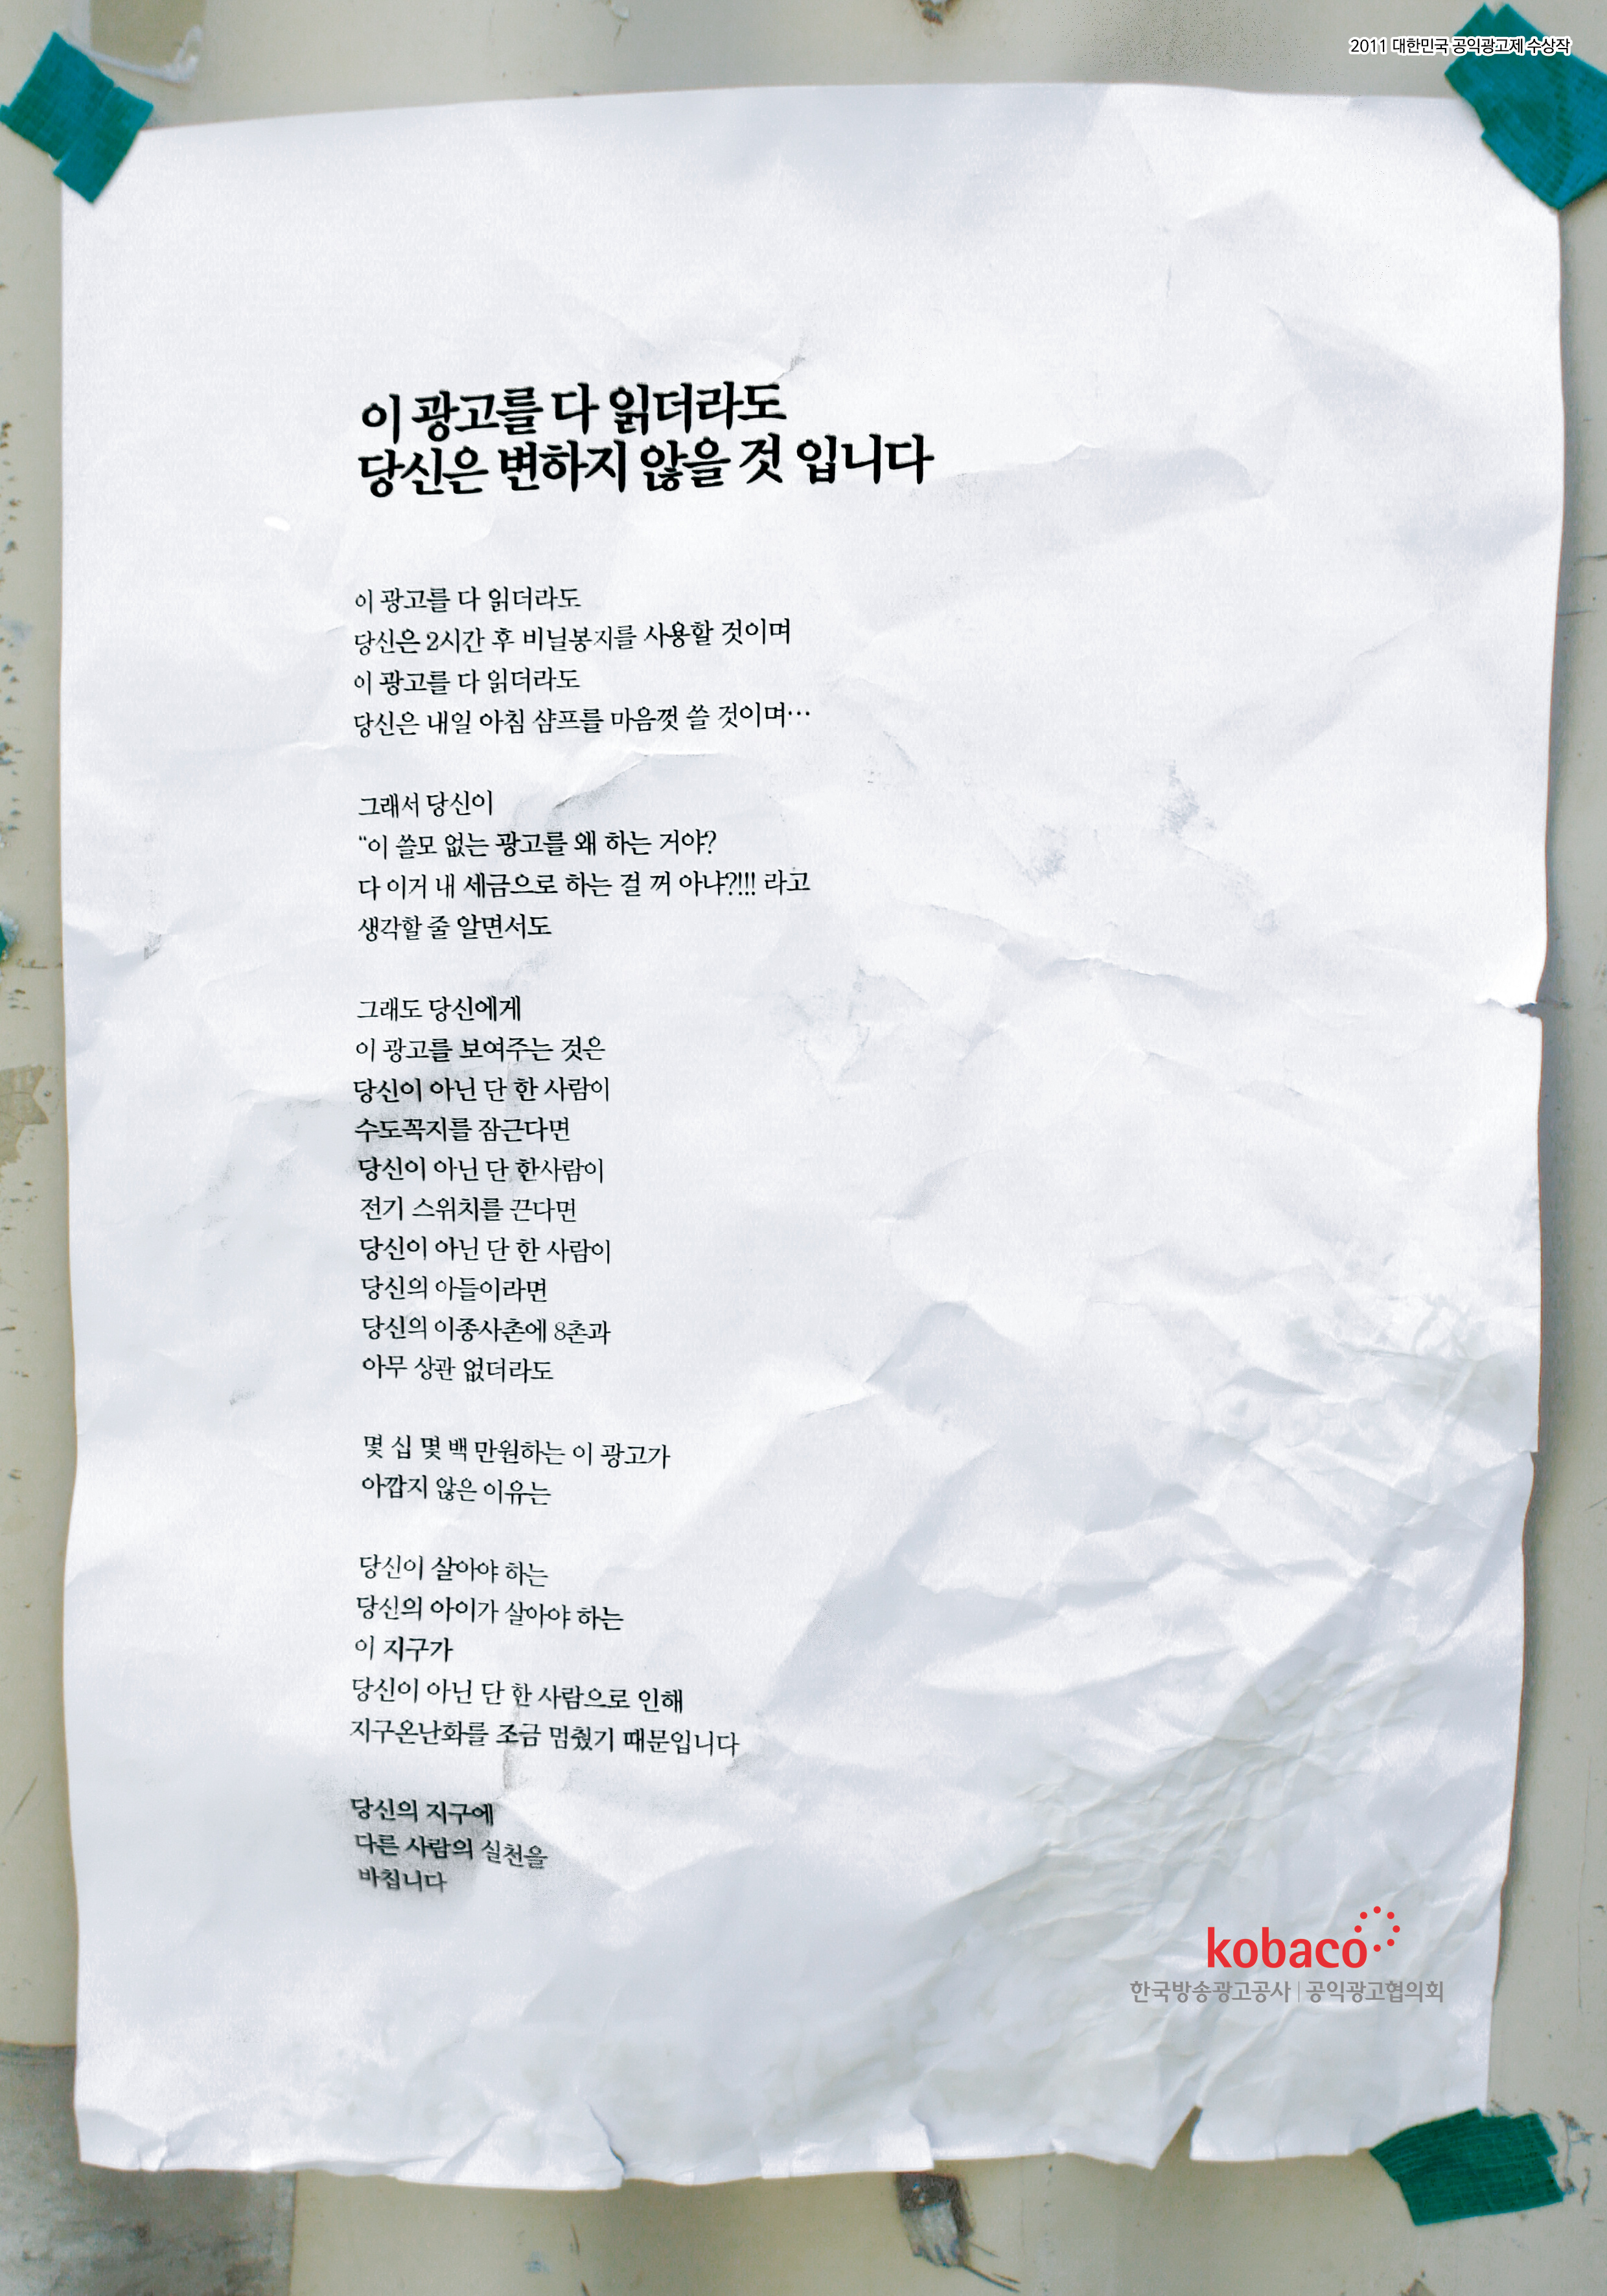 2011 대한민국 공익광고제 수상작
이 광고를 다 읽더라도
당신은 변하지 않을 것 입니다
이 광고를 다 읽더라도
당신은 2시간 후 비닐봉지를 사용할 것이며
이 광고를 다 읽더라도
당신은 내일 아침 샴프를 마음껏 쓸 것이며…
그래서 당신이
“이 쓸모 없는 광고를 왜 하는 거야?
다 이거 내 세금으로 하는 걸 꺼 아냐?!!! 라고
생각할 줄 알면서도
그래도 당신에게
이 광고를 보여주는 것은
당신이 아닌 단 한 사람이
수도꼭지를 잠근다면
당신이 아닌 단 한사람이
전기 스위치를 끈다면
당신이 아닌 단 한 사람이
당신의 아들이라면
당신의 이종사촌에 8촌과
아무 상관 없더라도
몇 십 몇 백 만원하는 이 광고가
아깝지 않은 이유는
당신이 살아야 하는
당신의 아이가 살아야 하는
이 지구가
당신이 아닌 단 한 사람으로 인해
지구온난화를 조금 멈췄기 때문입니다
당신의 지구에
다른 사람의 실천을
바칩니다
kobaco
한국방송광고공사 | 공익광고협의회